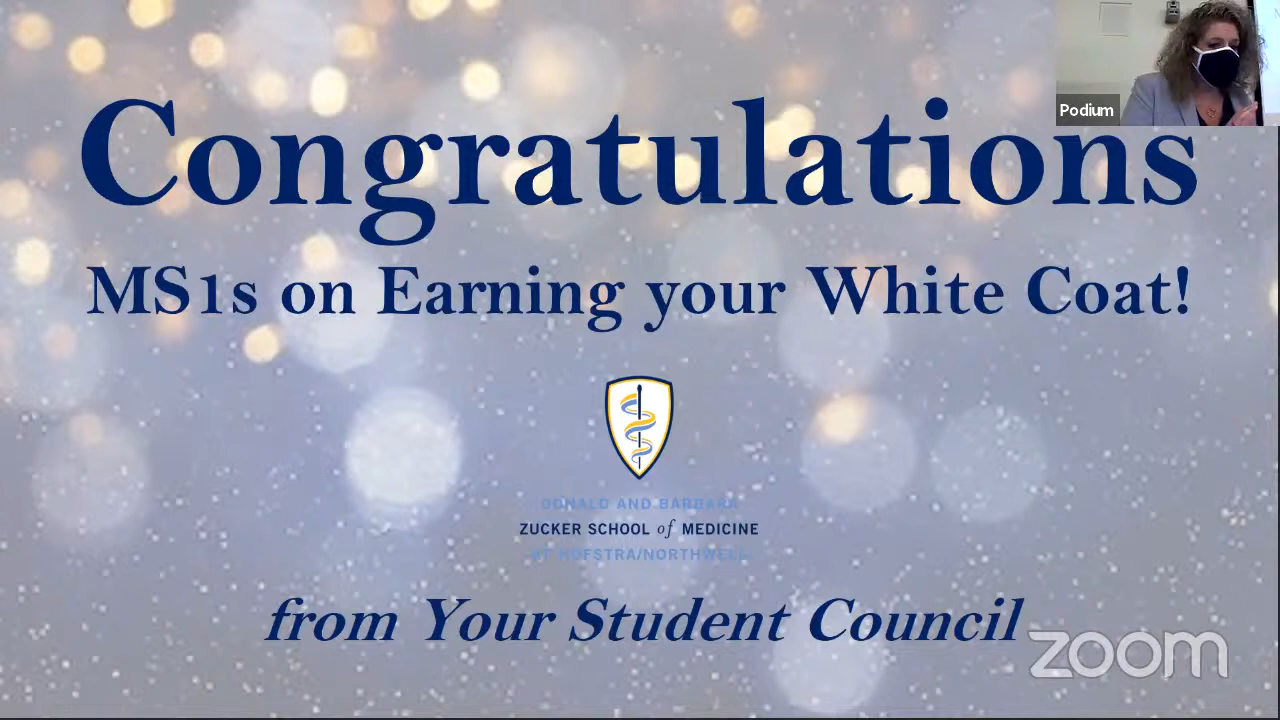 Podium
Congratulations
MS1s on Earning your White Coat!
DONALD AND BARBARA
ZUCKER SCHOOL of MEDICINE
AT HOFSTRA/NORTHWELL
from Your Student Council
zoom